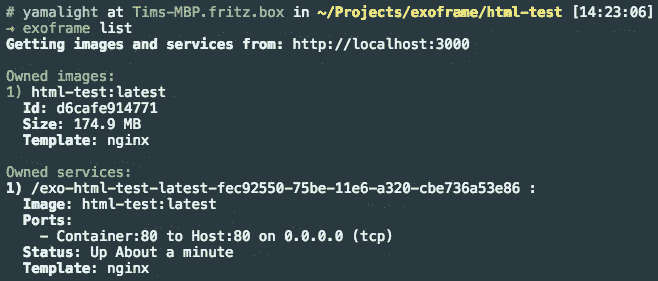 # yamalight at Tims-MBP.fritz.box in ~/Projects/exoframe/html-test [14:23:06]
→ exoframe list
Getting images and services from: http://localhost:3000
Owned images:
1) html-test:latest
Id: d6cafe914771
Size: 174.9 MB
Template: nginx
Owned services:
1) /exo-html-test-latest-fec92550-75be-11e6-a320-cbe736a53e86 :
Image: html-test:latest
Ports:
- Container:80 to Host:80 on 0.0.0.0 (tcp)
Status: Up About a minute
Template: nginx